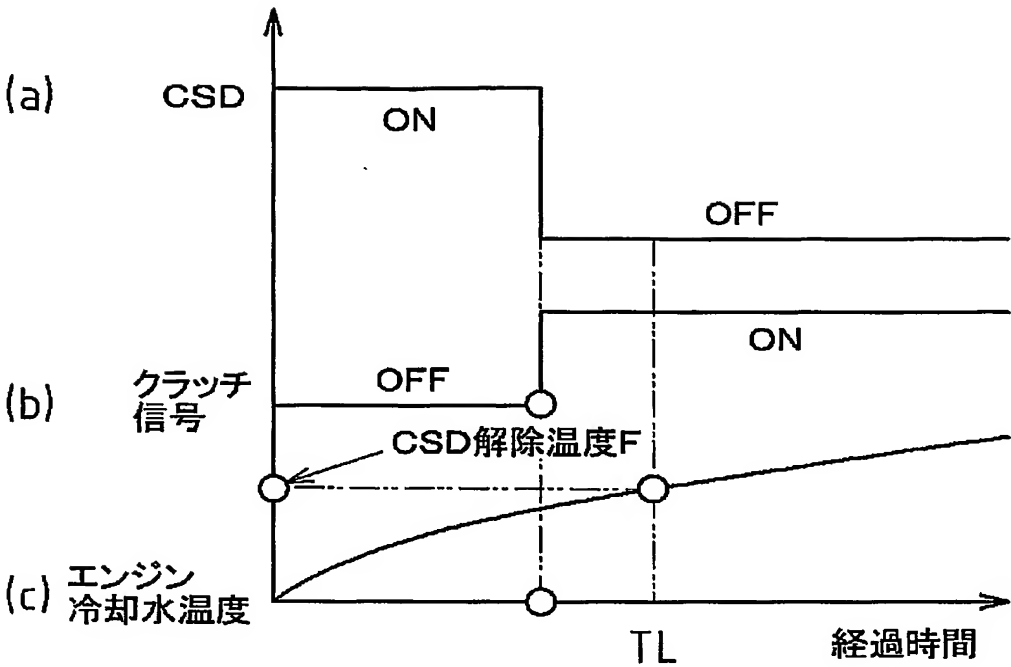 (a) CSD
ON
OFF
ON
(b) クラッチ
信号
OFF
CSD解除温度F
(c) エンジン
冷却水温度
TL
経過時間